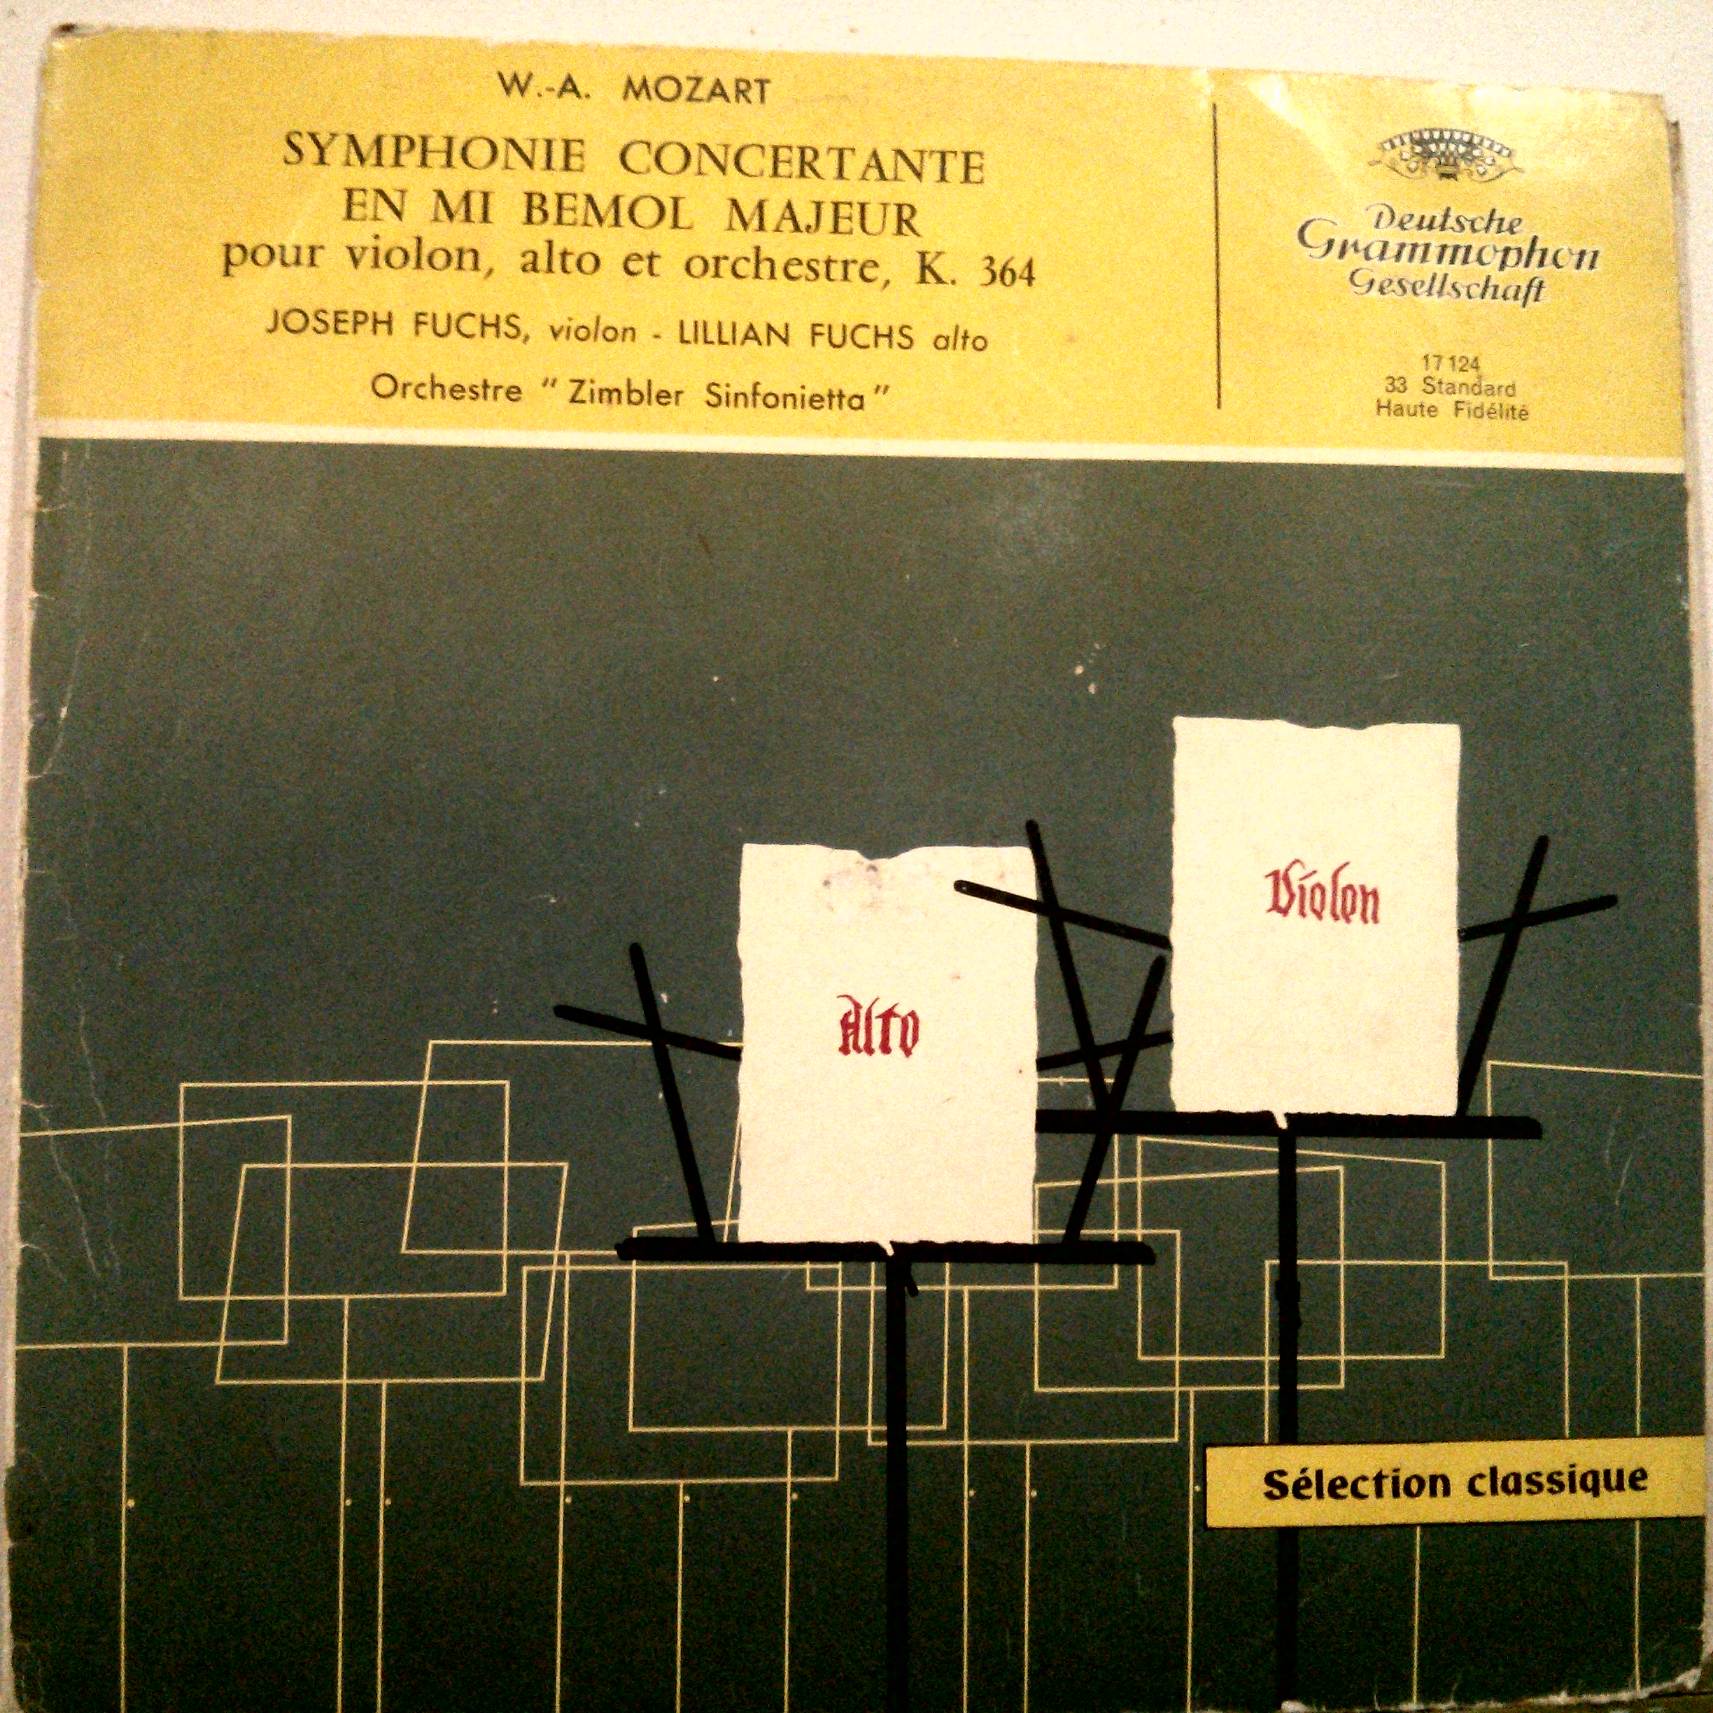 W.-A. MOZART
SYMPHONIE CONCERTANTE
EN MI BEMOL MAJEUR
pour violon, alto et orchestre, K. 364
JOSEPH FUCHS, violon - LILLIAN FUCHS alto
Orchestre " Zimbler Sinfonietta "
Deutsche
Grammophon
Gesellschaft
17 124
33 Standard
Haute Fidélité
Violon
Alto
Sélection classique